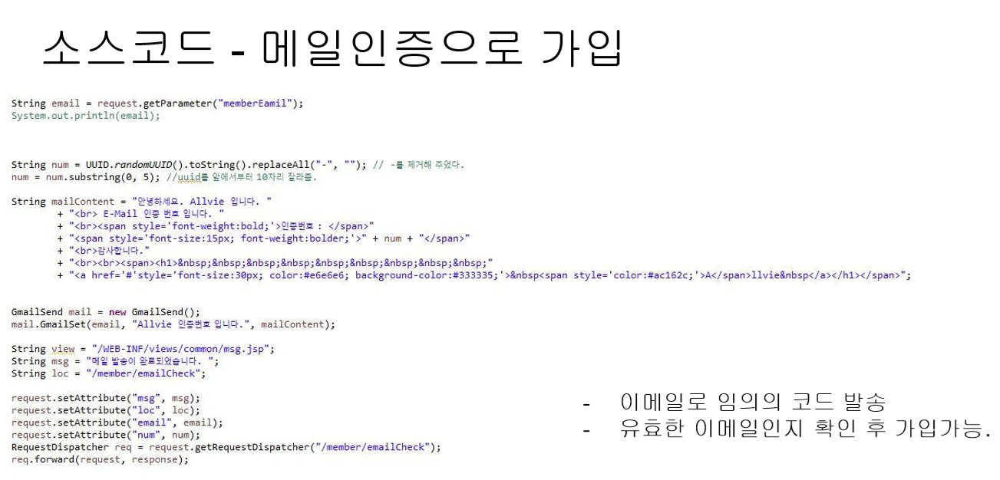 소스코드 - 메일인증으로 가입
String email = request.getParameter("memberEamil");
System.out.println(email);
String num = UUID.randomUUID().toString().replaceAll("-", ""); // -를 제거해 주었다.
num = num.substring(0, 5); //uuid를 앞에서부터 10자리 잘라줌.
String mailContent = "안녕하세요. Allvie 입니다. "
+ "<br> E-Mail 인증 번호 입니다. "
+ "<br><span style='font-weight:bold;'>인증번호 : </span>"
+ "<span style='font-size:15px; font-weight:bolder;'>" + num + "</span>"
+ "<br>감사합니다."
+ "<br><br><span><h1>&nbsp;&nbsp;&nbsp;&nbsp;&nbsp;&nbsp;&nbsp;&nbsp;&nbsp;"
+ "<a href='#'style='font-size:30px; color:#e6e6e6; background-color:#333335;'>&nbsp<span style='color:#ac162c;'>A</span>llvie&nbsp</a></h1></span>";
GmailSend mail = new GmailSend();
mail.GmailSet(email, "Allvie 인증번호 입니다.", mailContent);
String view = "/WEB-INF/views/common/msg.jsp";
String msg = "메일 발송이 완료되었습니다. ";
String loc = "/member/emailCheck";
request.setAttribute("msg", msg);
request.setAttribute("loc", loc);
request.setAttribute("email", email);
request.setAttribute("num", num);
RequestDispatcher req = request.getRequestDispatcher("/member/emailCheck");
req.forward(request, response);
- 이메일로 임의의 코드 발송
- 유효한 이메일인지 확인 후 가입가능.